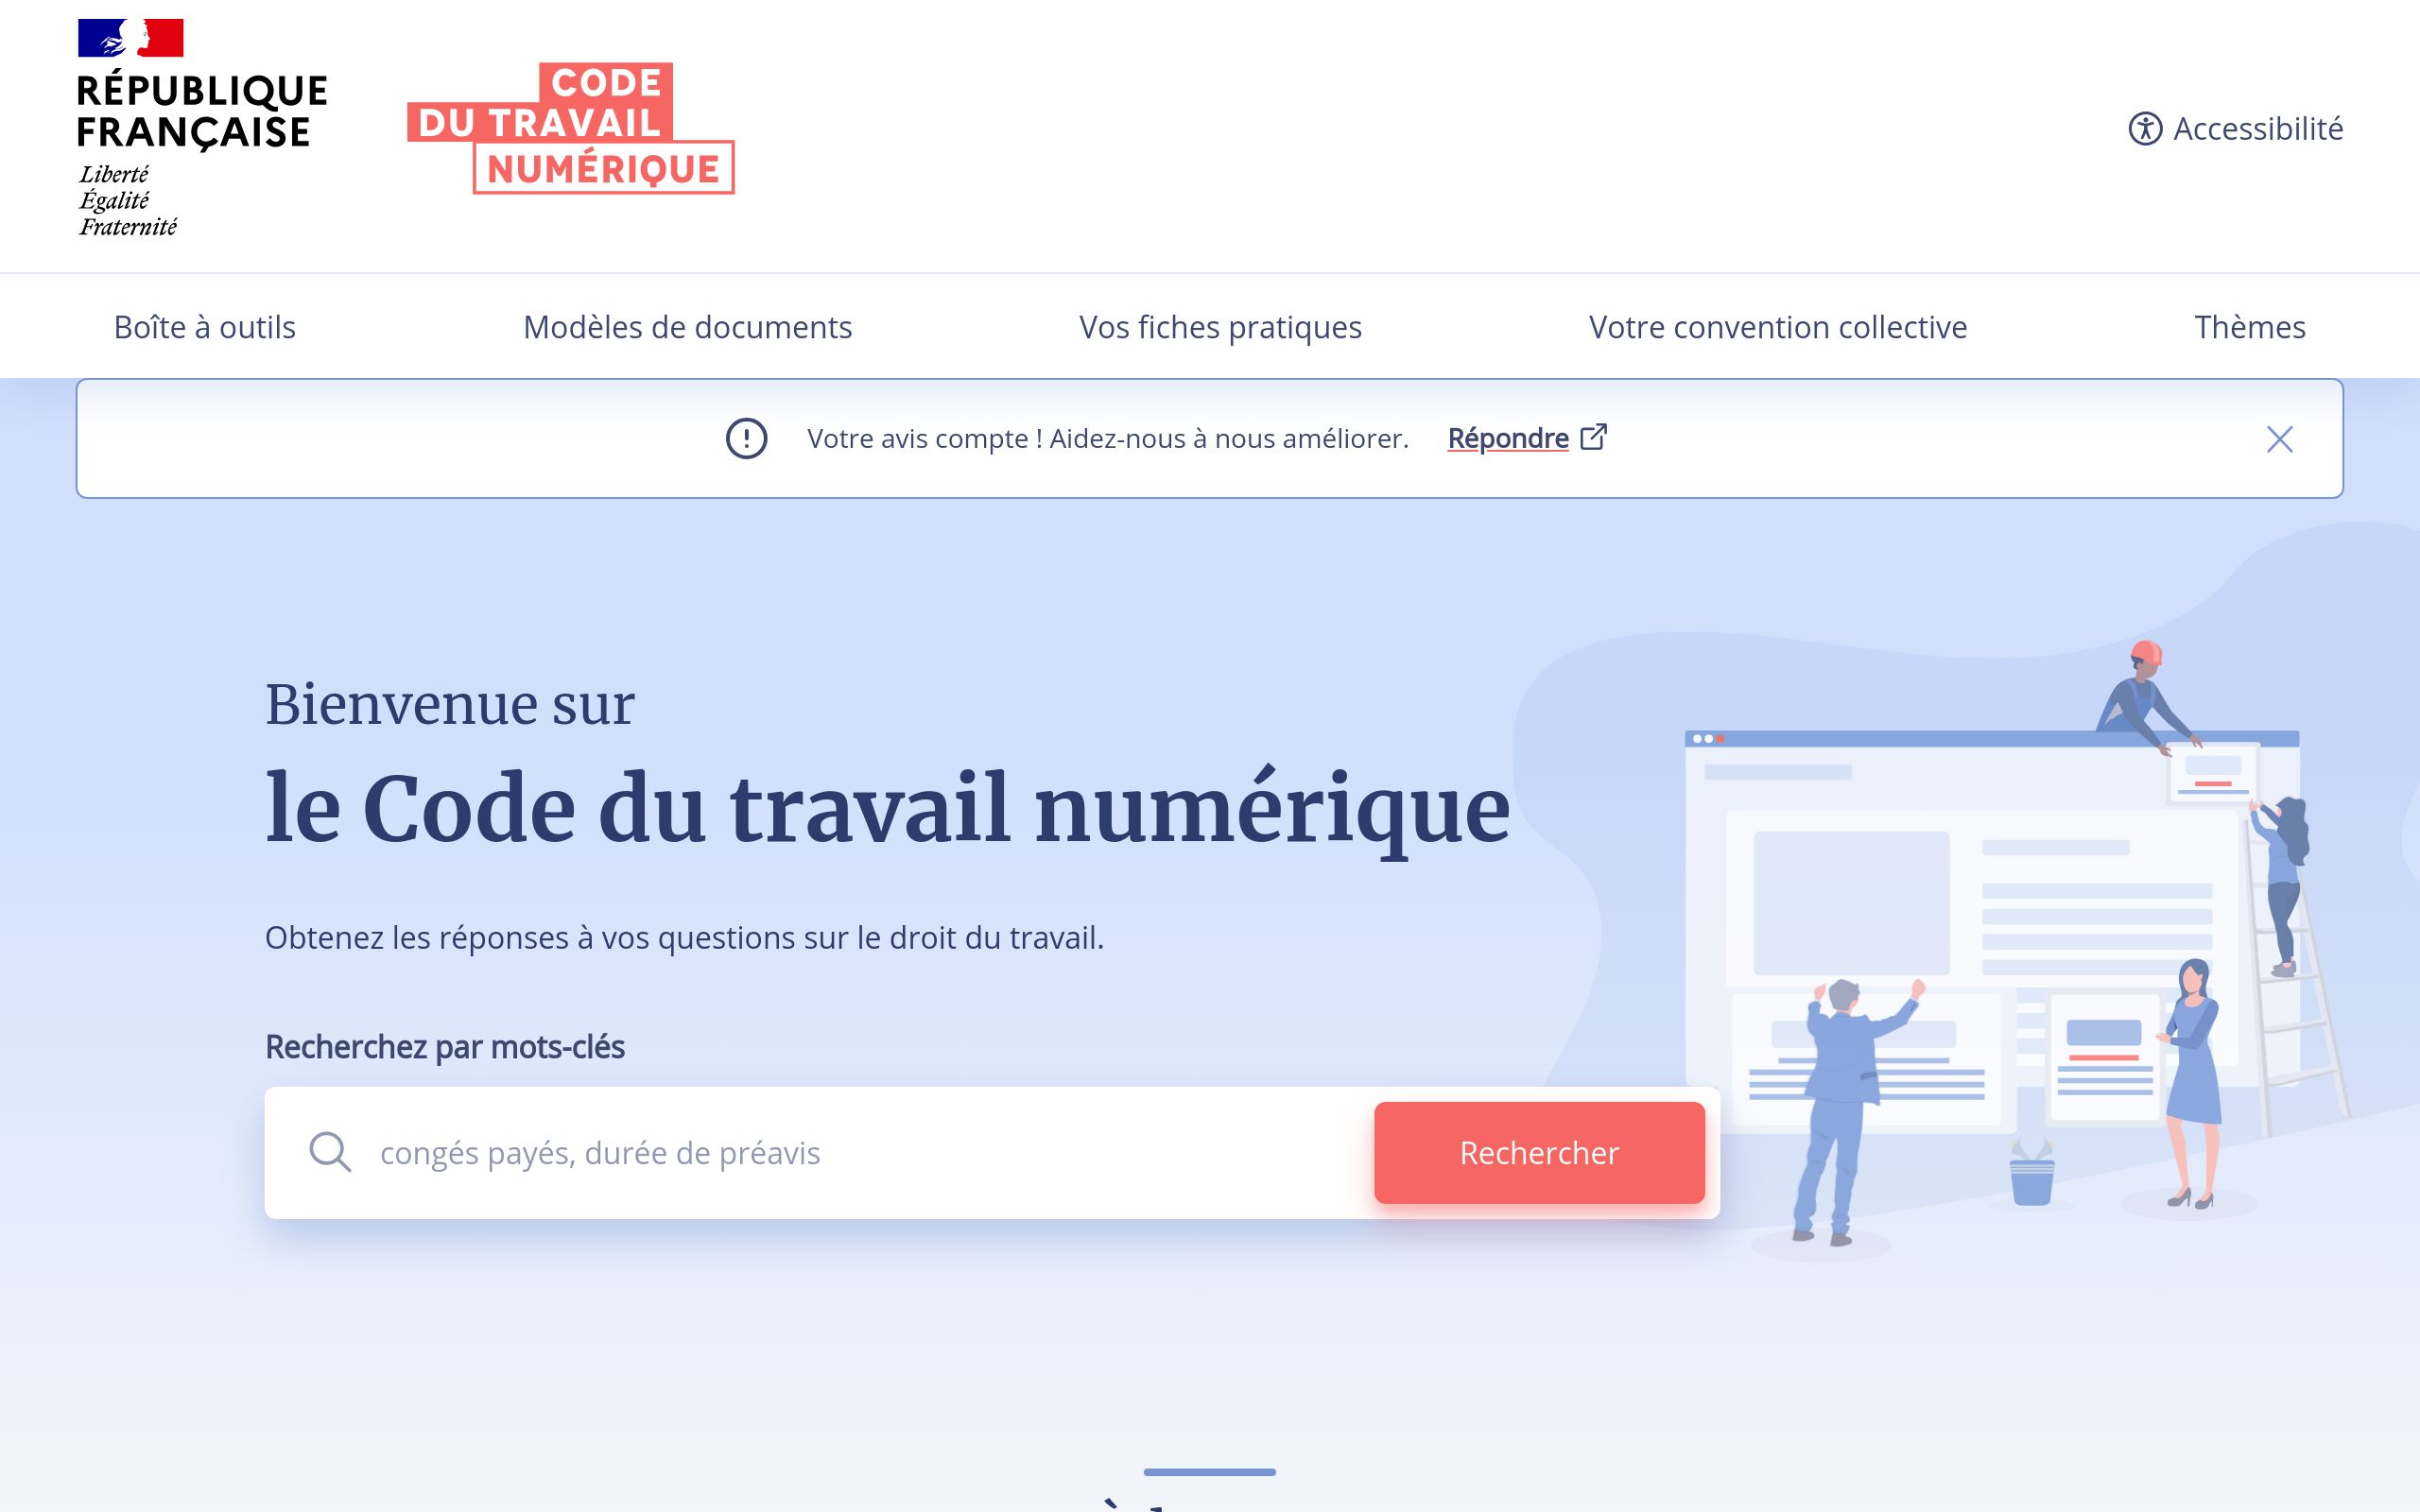 RÉPUBLIQUE
FRANÇAISE
Liberté
Égalité
Fraternité
CODE
DU TRAVAIL
NUMÉRIQUE
Accessibilité
Boîte à outils
Modèles de documents
Vos fiches pratiques
Votre convention collective
Thèmes
Votre avis compte ! Aidez-nous à nous améliorer. Répondre
Bienvenue sur
le Code du travail numérique
Obtenez les réponses à vos questions sur le droit du travail.
Recherchez par mots-clés
congés payés, durée de préavis
Rechercher